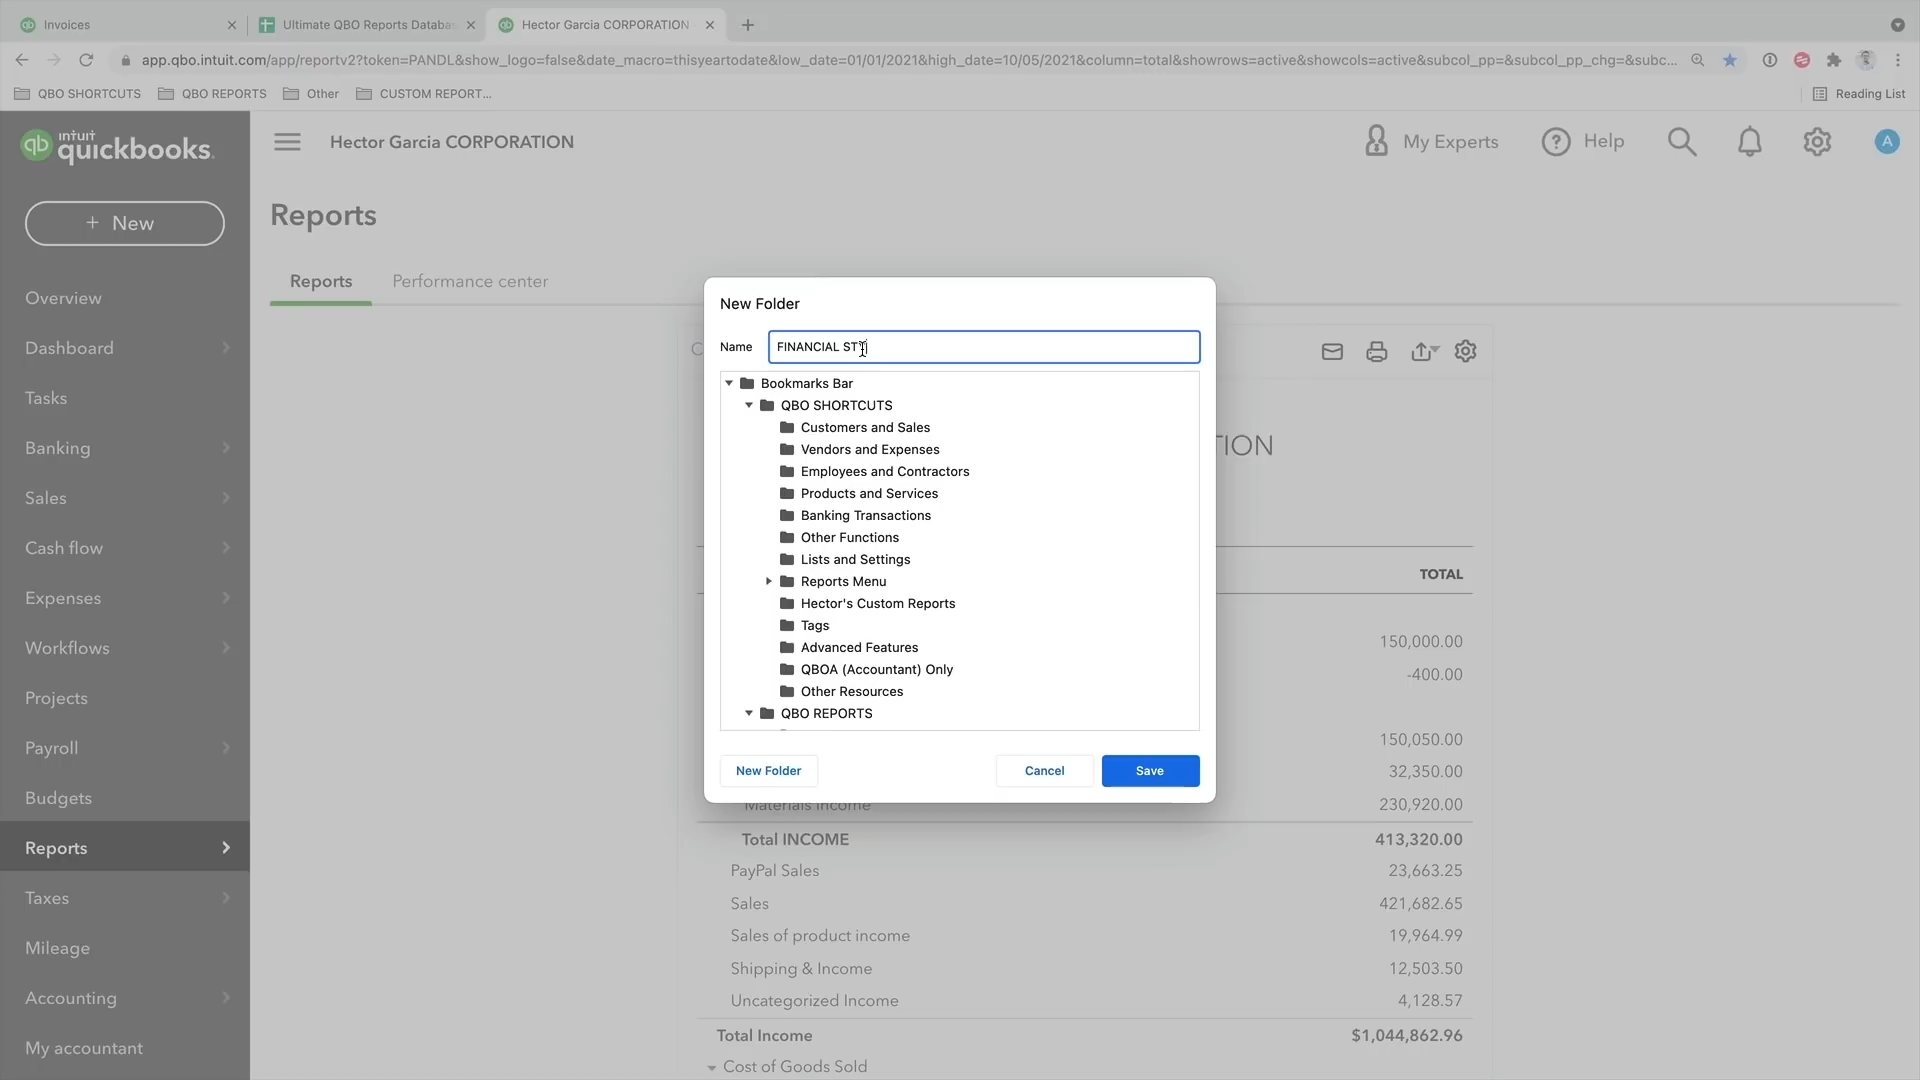 Invoices
Ultimate QBO Reports Databa
Hector Garcia CORPORATION
app.qbo.intuit.com/app/reportv2?token=PANDL&show_logo=false&date_macro=thisyeartodate&low_date=01/01/2021&high_date=10/05/2021&column=total&showrows=active&showcols=active&subcol_pp=&subcol_pp_chg=&subc...
QBO SHORTCUTS
QBO REPORTS
Other
CUSTOM REPORT...
Reading List
intuit
quickbooks.
Hector Garcia CORPORATION
My Experts
Help
A
+ New
Reports
Reports
Performance center
Overview
Dashboard
Tasks
Banking
Sales
Cash flow
Expenses
Workflows
Projects
Payroll
Budgets
Reports
Taxes
Mileage
Accounting
My accountant
New Folder
Name
FINANCIAL ST
Bookmarks Bar
QBO SHORTCUTS
Customers and Sales
Vendors and Expenses
Employees and Contractors
Products and Services
Banking Transactions
Other Functions
Lists and Settings
Reports Menu
Hector's Custom Reports
Tags
Advanced Features
QBOA (Accountant) Only
Other Resources
QBO REPORTS
New Folder
Cancel
Save
TION
TOTAL
150,000.00
-400.00
150,050.00
32,350.00
Materials Income 230,920.00
Total INCOME 413,320.00
PayPal Sales 23,663.25
Sales 421,682.65
Sales of product income 19,964.99
Shipping & Income 12,503.50
Uncategorized Income 4,128.57
Total Income $1,044,862.96
Cost of Goods Sold